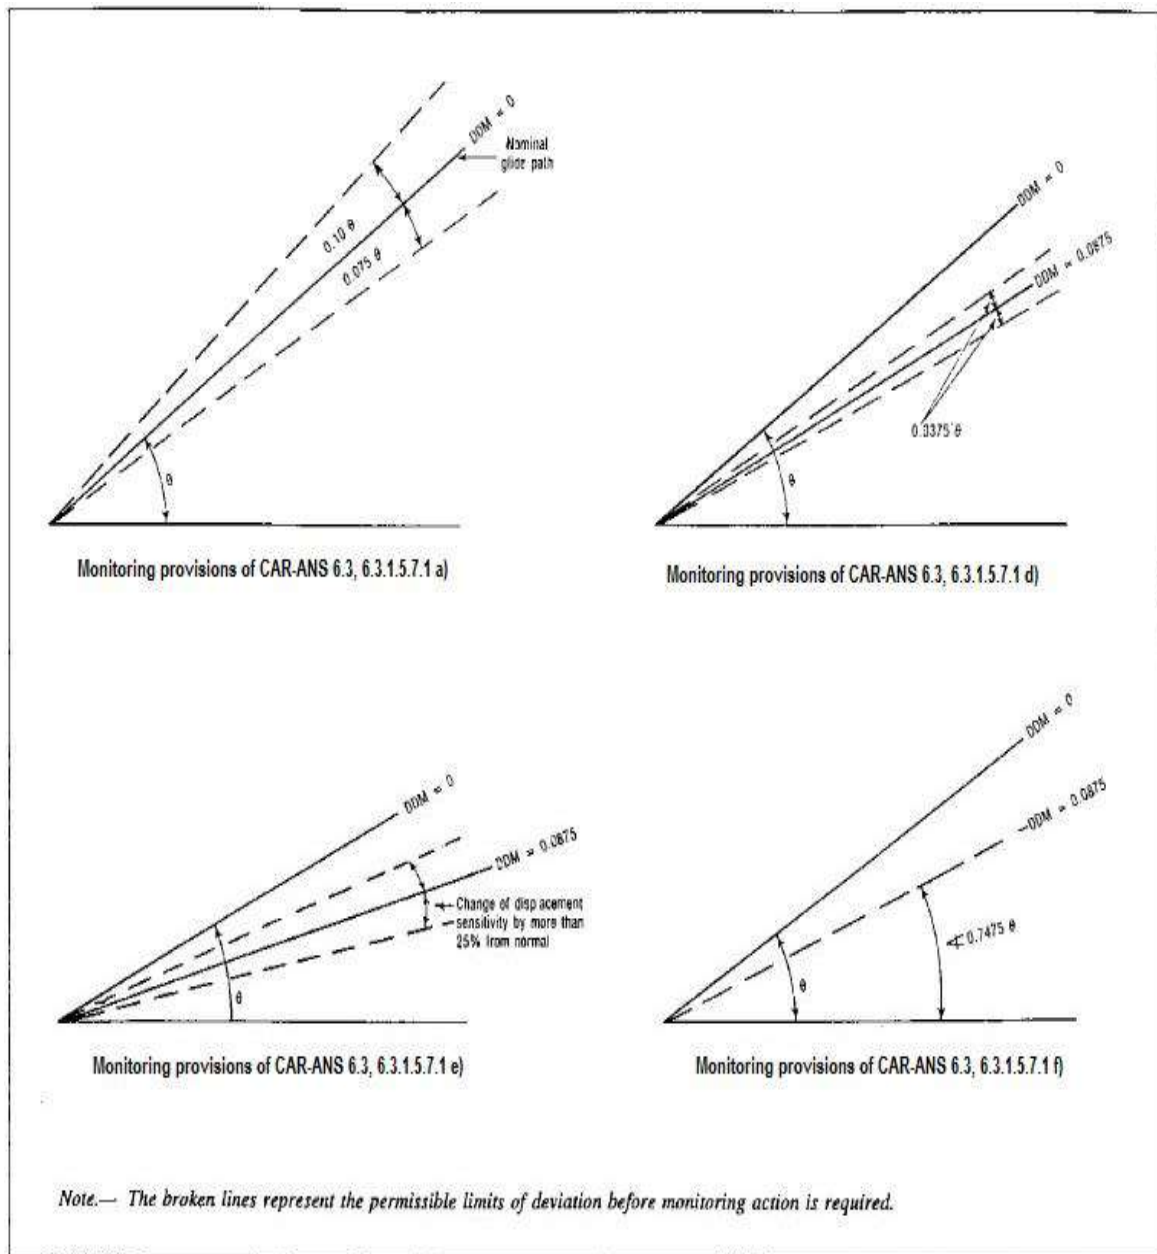 DDM = 0
Nominal
glide path
0.10 θ
0.075 θ
θ
Monitoring provisions of CAR-ANS 6.3, 6.3.1.5.7.1 a)
DDM = 0
DDM = 0.0875
0.0375 θ
θ
Monitoring provisions of CAR-ANS 6.3, 6.3.1.5.7.1 d)
DDM = 0
DDM = 0.0875
Change of displacement
sensitivity by more than
25% from normal
θ
Monitoring provisions of CAR-ANS 6.3, 6.3.1.5.7.1 e)
DDM = 0
DDM = 0.0875
≮ 0.7475 θ
θ
Monitoring provisions of CAR-ANS 6.3, 6.3.1.5.7.1 f)
Note.— The broken lines represent the permissible limits of deviation before monitoring action is required.